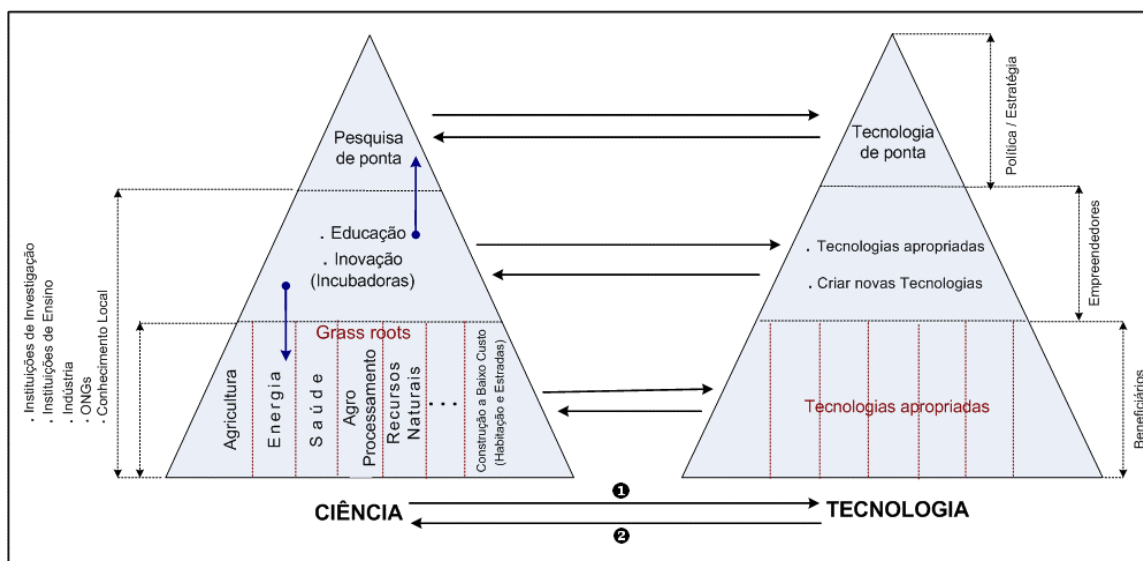 Pesquisa
de ponta
. Educação
. Inovação
(Incubadoras)
Grass roots
Agricultura
Energia
Saúde
Agro
Processamento
Recursos
Naturais
. . .
Construção a Baixo Custo
(Habitação e Estradas)
. Instituições de Investigação
. Instituições de Ensino
. Indústria
. ONGs
. Conhecimento Local
Tecnologia
de ponta
. Tecnologias apropriadas
. Criar novas Tecnologias
Tecnologias apropriadas
Política / Estratégia
Empreendedores
Beneficiários
CIÊNCIA
❶
❷
TECNOLOGIA